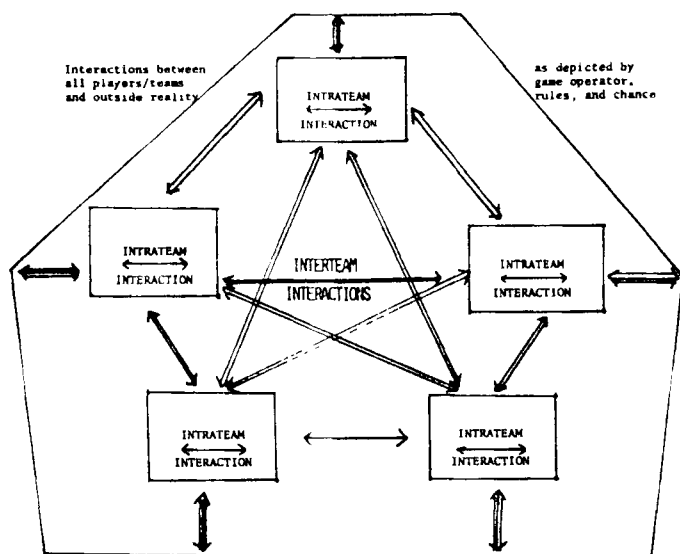 Interactions between
all players/teams
and outside reality
as depicted by
game operator,
rules, and chance
INTRATEAM
INTERACTION
INTRATEAM
INTERACTION
INTERTEAM
INTERACTIONS
INTRATEAM
INTERACTION
INTRATEAM
INTERACTION
INTRATEAM
INTERACTION